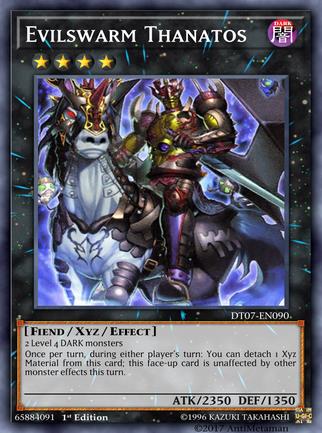 Evilswarm Thanatos
DARK
闇
DT07-EN090
[Fiend / Xyz / Effect]
2 Level 4 DARK monsters
Once per turn, during either player's turn: You can detach 1 Xyz
Material from this card; this face-up card is unaffected by other
monster effects this turn.
ATK/2350 DEF/1350
65884091 1st Edition ©1996 KAZUKI TAKAHASHI
©2017 AntiMetaman